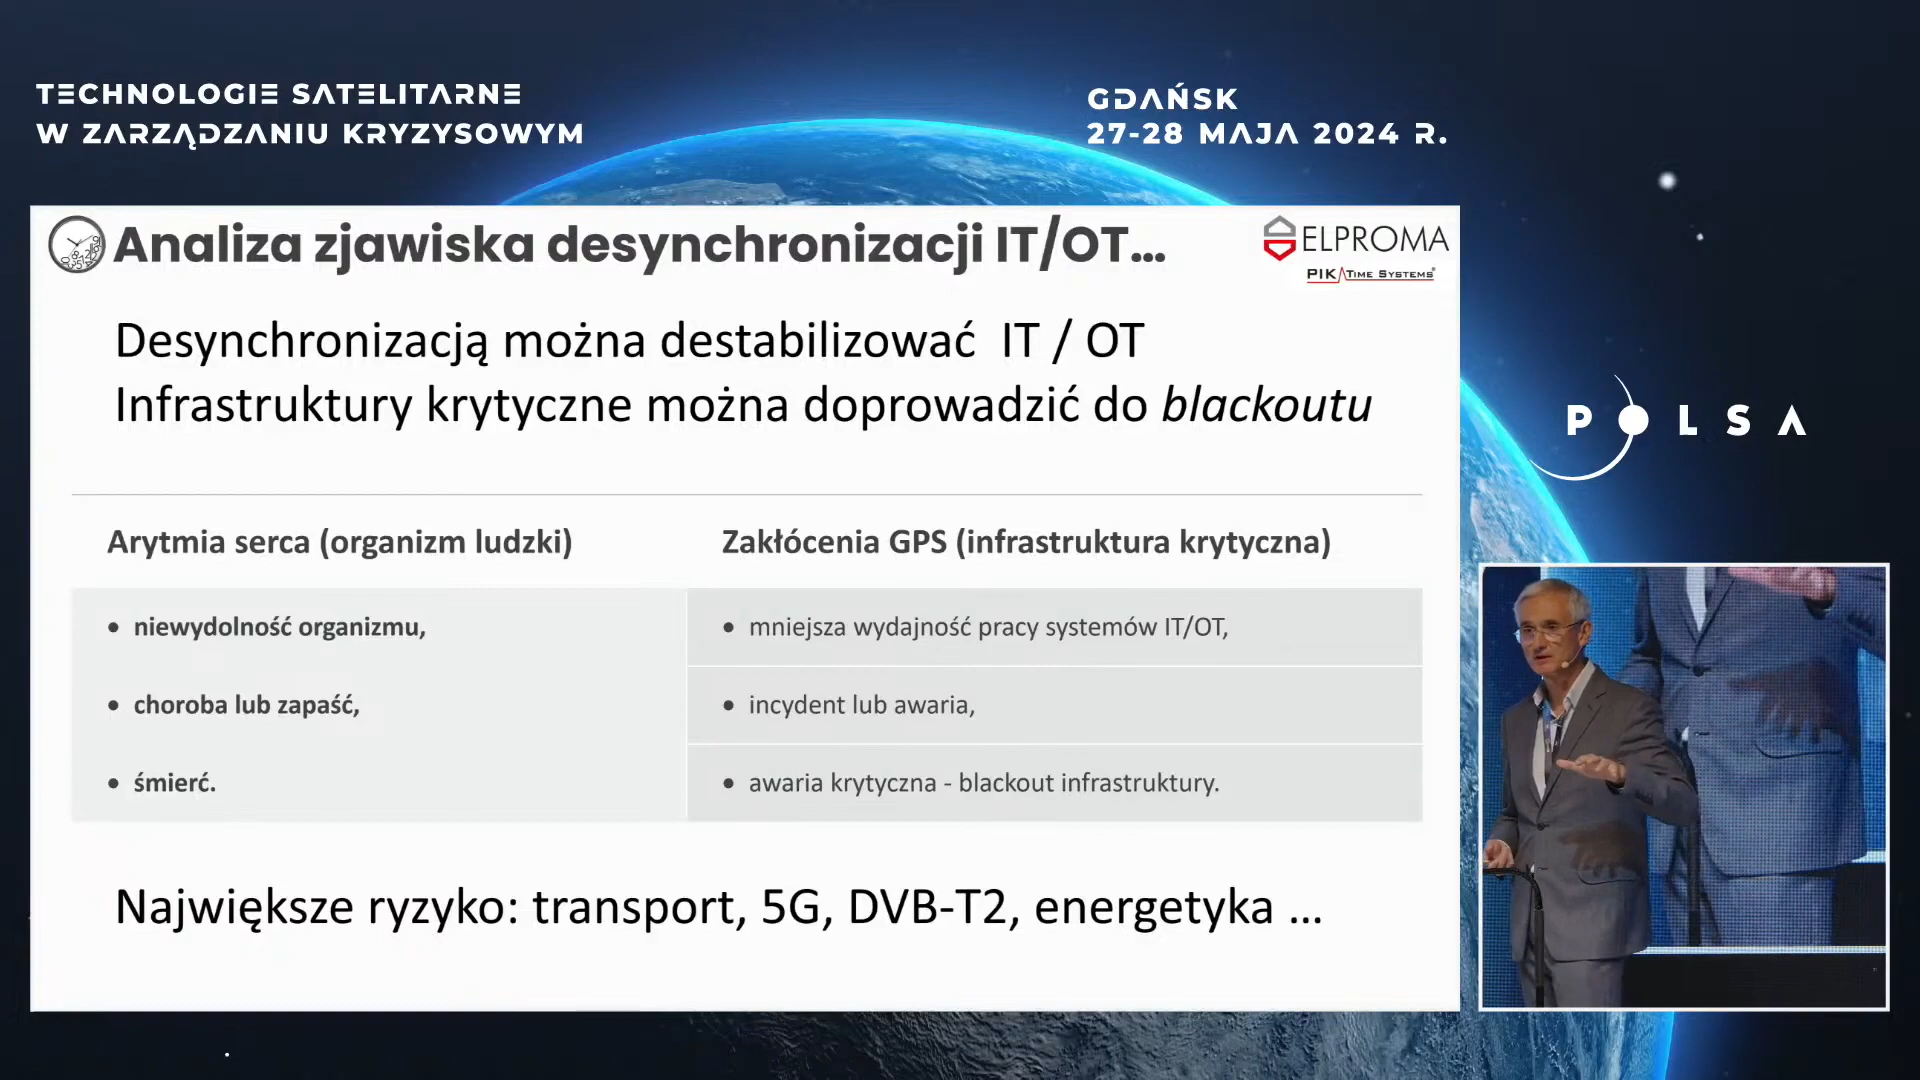 TECHNOLOGIE SATELITARNE
W ZARZĄDZANIU KRYZYSOWYM
GDAŃSK
27-28 MAJA 2024 R.
Analiza zjawiska desynchronizacji IT/OT...
ELPROMA
PIK TIME SYSTEMS
Desynchronizacją można destabilizować IT / OT
Infrastruktury krytyczne można doprowadzić do blackoutu
POLSA
Arytmia serca (organizm ludzki)
Zakłócenia GPS (infrastruktura krytyczna)
• niewydolność organizmu,
• mniejsza wydajność pracy systemów IT/OT,
• choroba lub zapaść,
• incydent lub awaria,
• śmierć.
• awaria krytyczna - blackout infrastruktury.
Największe ryzyko: transport, 5G, DVB-T2, energetyka ...